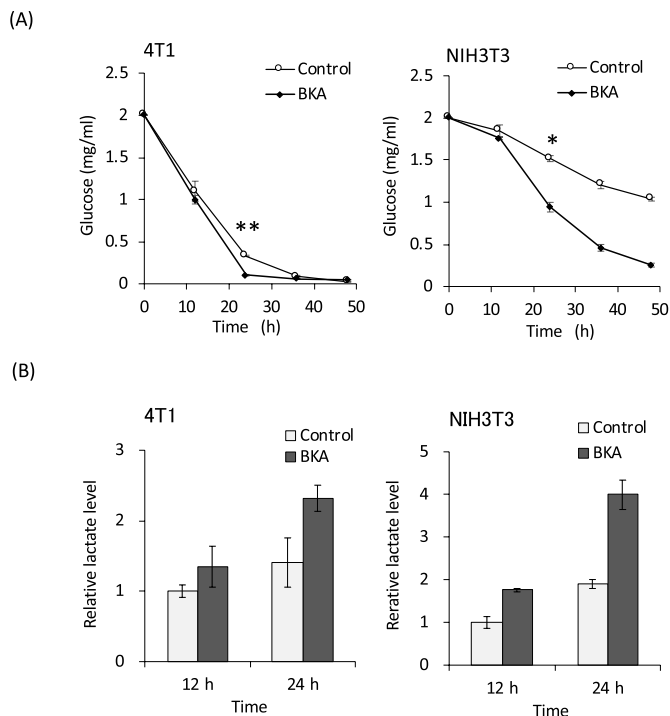 (A)
4T1
Control
BKA
2.5
2
1.5
1
0.5
0
Glucose (mg/ml)
**
0 10 20 30 40 50
Time (h)
NIH3T3
Control
BKA
2.5
2
1.5
1
0.5
0
Glucose (mg/ml)
*
0 10 20 30 40 50
Time (h)
(B)
4T1
Control
BKA
3
2
1
0
Relative lactate level
12 h 24 h
Time
NIH3T3
Control
BKA
5
4
3
2
1
0
Rerative lactate level
12 h 24 h
Time